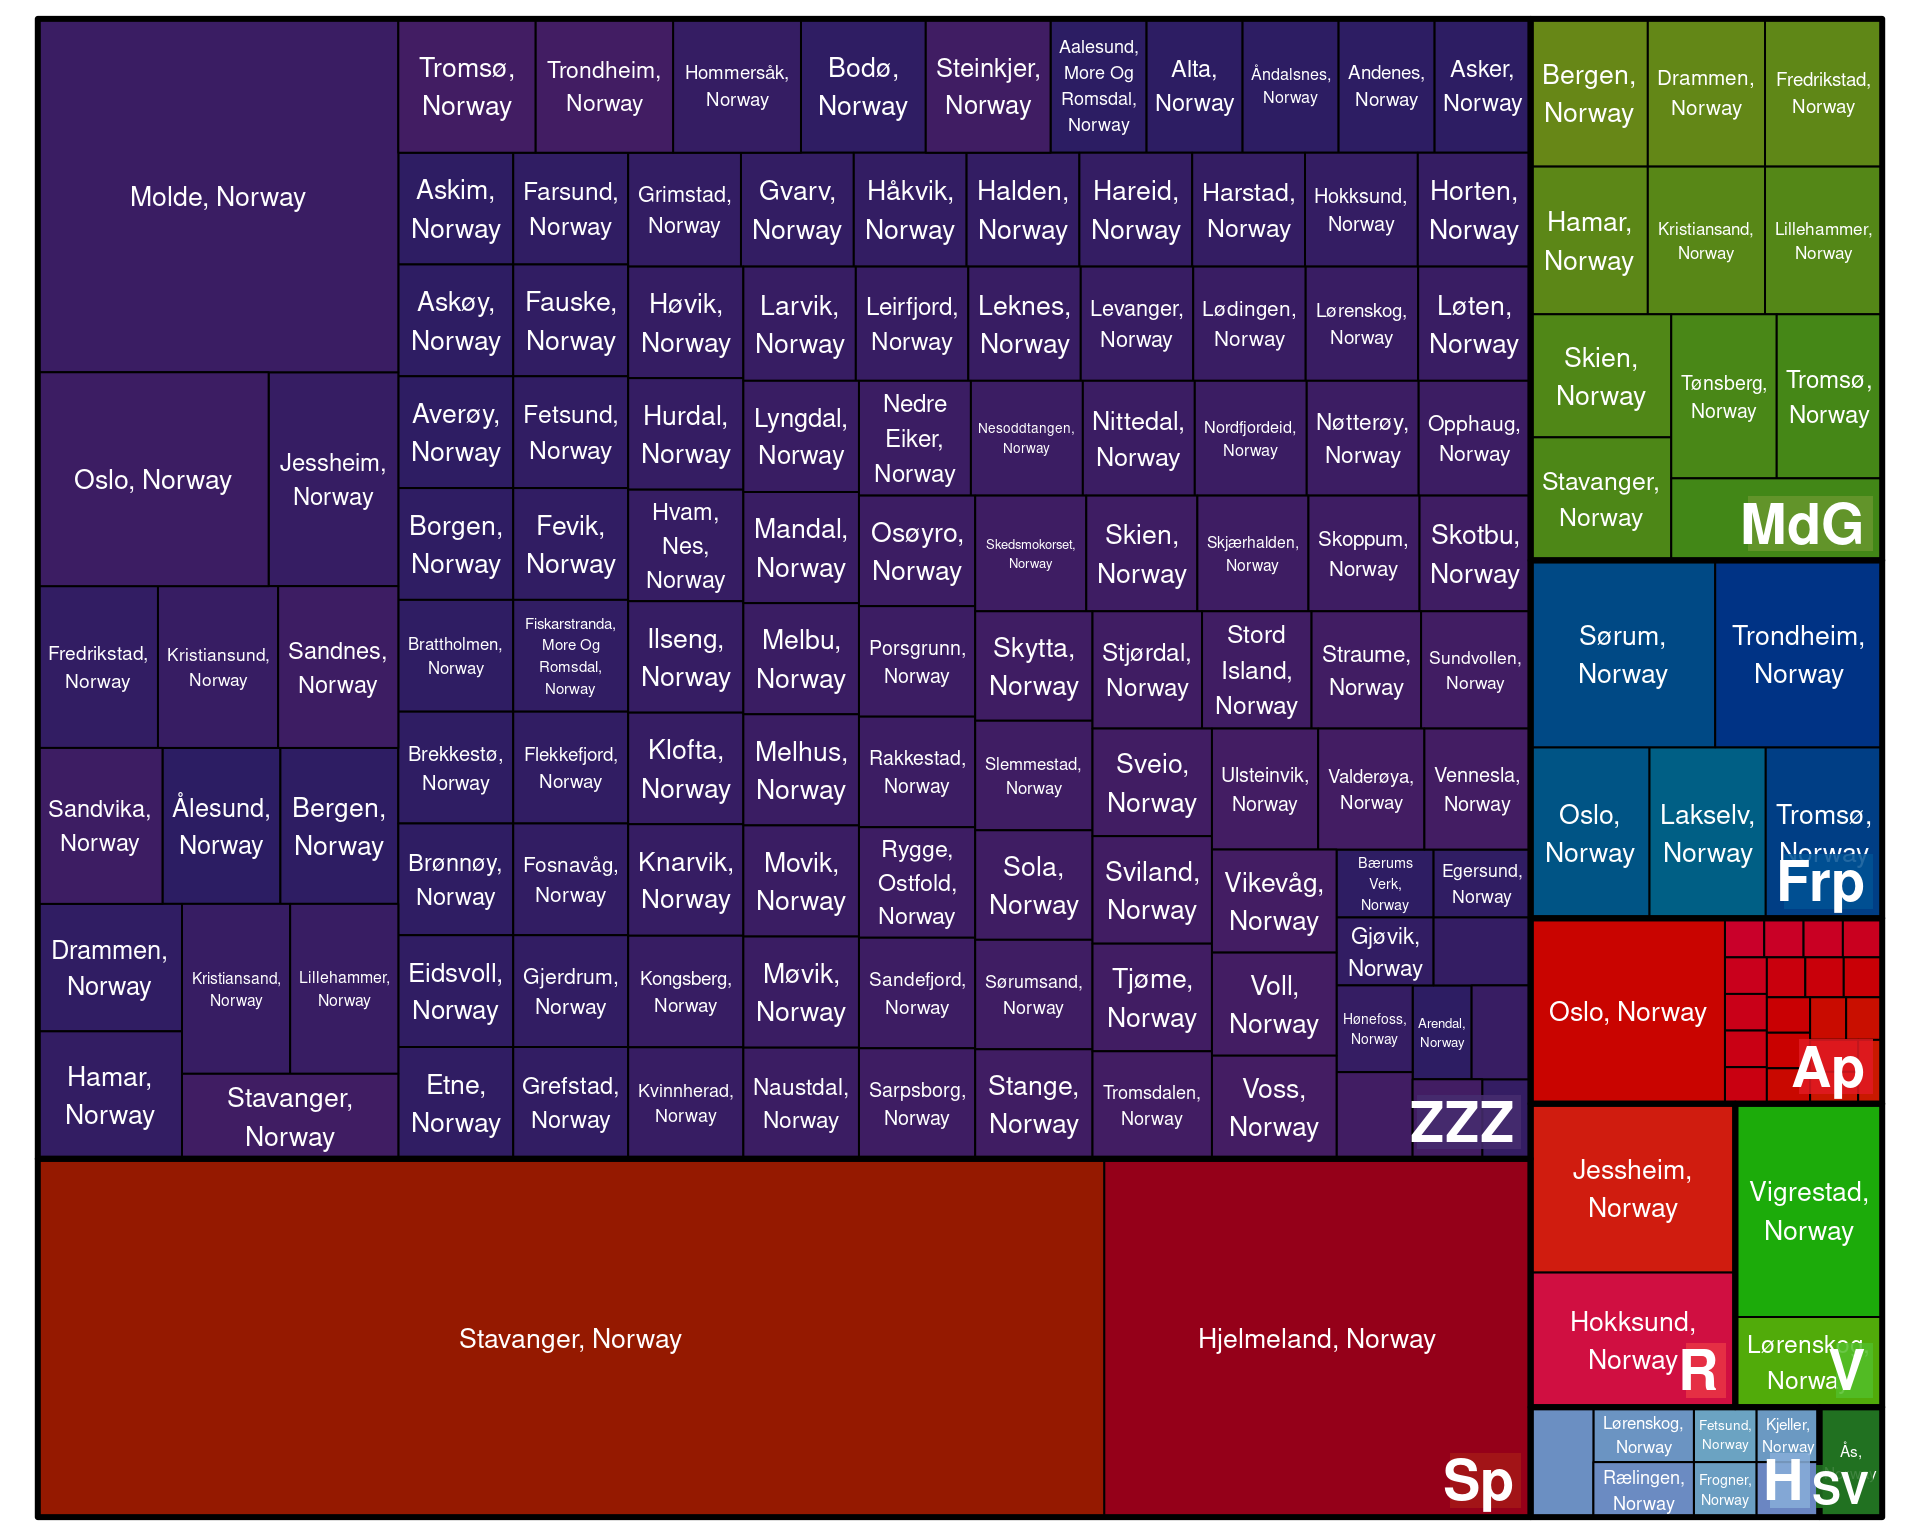 Molde, Norway
Oslo, Norway
Jessheim,
Norway
Fredrikstad,
Norway
Kristiansund,
Norway
Sandnes,
Norway
Sandvika,
Norway
Ålesund,
Norway
Bergen,
Norway
Drammen,
Norway
Hamar,
Norway
Kristiansand,
Norway
Lillehammer,
Norway
Stavanger,
Norway
Tromsø,
Norway
Trondheim,
Norway
Hommersåk,
Norway
Bodø,
Norway
Steinkjer,
Norway
Aalesund,
More Og
Romsdal,
Norway
Alta,
Norway
Åndalsnes,
Norway
Andenes,
Norway
Asker,
Norway
Askim,
Norway
Askøy,
Norway
Averøy,
Norway
Borgen,
Norway
Brattholmen,
Norway
Brekkestø,
Norway
Brønnøy,
Norway
Eidsvoll,
Norway
Etne,
Norway
Farsund,
Norway
Fauske,
Norway
Fetsund,
Norway
Fevik,
Norway
Fiskarstranda,
More Og
Romsdal,
Norway
Flekkefjord,
Norway
Fosnavåg,
Norway
Gjerdrum,
Norway
Grefstad,
Norway
Grimstad,
Norway
Gvarv,
Norway
Håkvik,
Norway
Halden,
Norway
Hareid,
Norway
Harstad,
Norway
Hokksund,
Norway
Horten,
Norway
Høvik,
Norway
Hurdal,
Norway
Hvam,
Nes,
Norway
Ilseng,
Norway
Klofta,
Norway
Knarvik,
Norway
Kongsberg,
Norway
Kvinnherad,
Norway
Larvik,
Norway
Leirfjord,
Norway
Leknes,
Norway
Levanger,
Norway
Lødingen,
Norway
Lørenskog,
Norway
Løten,
Norway
Lyngdal,
Norway
Mandal,
Norway
Melbu,
Norway
Melhus,
Norway
Movik,
Norway
Møvik,
Norway
Naustdal,
Norway
Nedre
Eiker,
Norway
Nesoddtangen,
Norway
Nittedal,
Norway
Nordfjordeid,
Norway
Nøtterøy,
Norway
Opphaug,
Norway
Osøyro,
Norway
Porsgrunn,
Norway
Rakkestad,
Norway
Rygge,
Ostfold,
Norway
Sandefjord,
Norway
Sarpsborg,
Norway
Skedsmokorset,
Norway
Skien,
Norway
Skjærhalden,
Norway
Skoppum,
Norway
Skotbu,
Norway
Skytta,
Norway
Slemmestad,
Norway
Sola,
Norway
Sørumsand,
Norway
Stange,
Norway
Stjørdal,
Norway
Stord
Island,
Norway
Straume,
Norway
Sundvollen,
Norway
Sveio,
Norway
Sviland,
Norway
Tjøme,
Norway
Tromsdalen,
Norway
Ulsteinvik,
Norway
Valderøya,
Norway
Vennesla,
Norway
Vikevåg,
Norway
Voll,
Norway
Voss,
Norway
Bærums
Verk,
Norway
Egersund,
Norway
Gjøvik,
Norway
Hønefoss,
Norway
Arendal,
Norway
ZZZ
Stavanger, Norway
Hjelmeland, Norway
Sp
Bergen,
Norway
Drammen,
Norway
Fredrikstad,
Norway
Hamar,
Norway
Kristiansand,
Norway
Lillehammer,
Norway
Skien,
Norway
Stavanger,
Norway
Tønsberg,
Norway
Tromsø,
Norway
MdG
Sørum,
Norway
Trondheim,
Norway
Oslo,
Norway
Lakselv,
Norway
Tromsø,
Norway
Frp
Oslo, Norway
Ap
Jessheim,
Norway
Hokksund,
Norway
R
Vigrestad,
Norway
Lørenskog,
Norway
V
Lørenskog,
Norway
Rælingen,
Norway
Fetsund,
Norway
Frogner,
Norway
Kjeller,
Norway
H
Ås,
SV